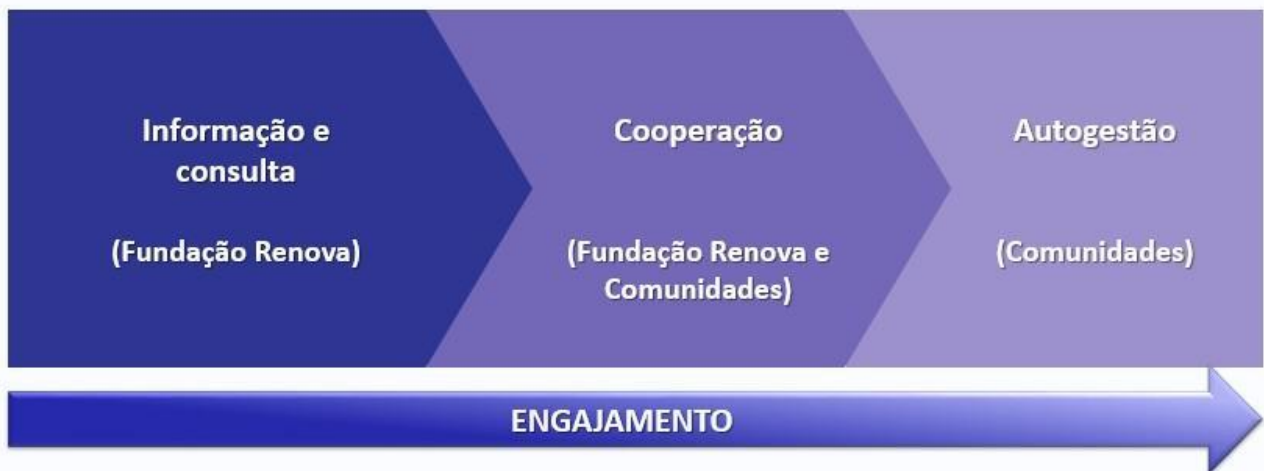 Informação e
consulta
(Fundação Renova)
Cooperação
(Fundação Renova e
Comunidades)
Autogestão
(Comunidades)
ENGAJAMENTO